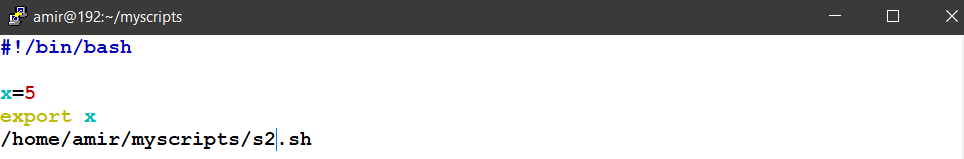 amir@192:~/myscripts
#!/bin/bash
x=5
export x
/home/amir/myscripts/s2.sh